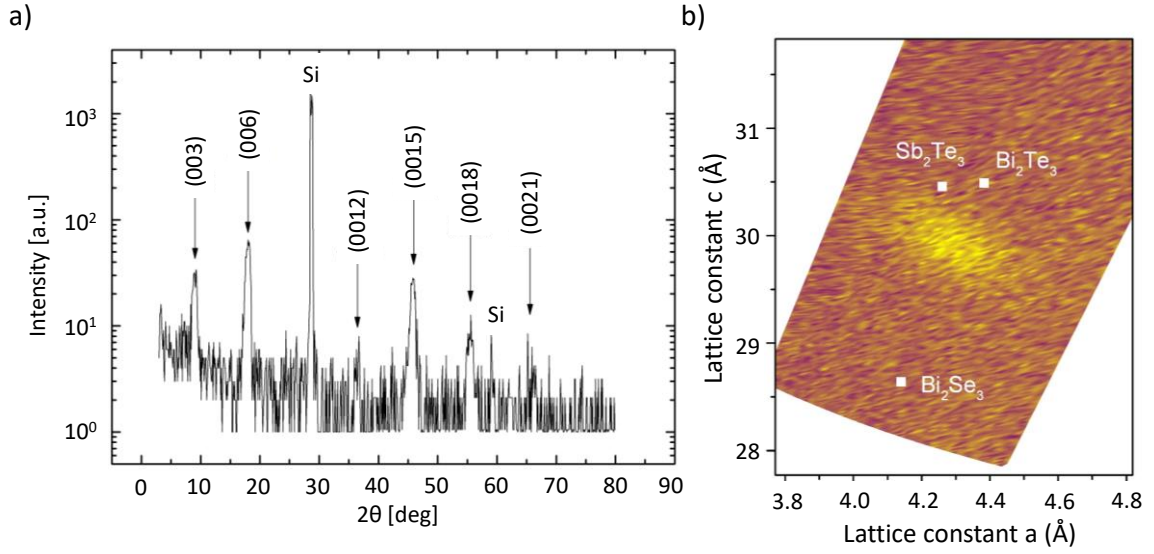 a)
Si
(003)
(006)
(0012)
(0015)
(0018)
Si
(0021)
10³
10²
10¹
10⁰
Intensity [a.u.]
0 10 20 30 40 50 60 70 80 90
2θ [deg]
b)
31
30
29
28
Lattice constant c (Å)
Sb₂Te₃
Bi₂Te₃
Bi₂Se₃
3.8 4.0 4.2 4.4 4.6 4.8
Lattice constant a (Å)